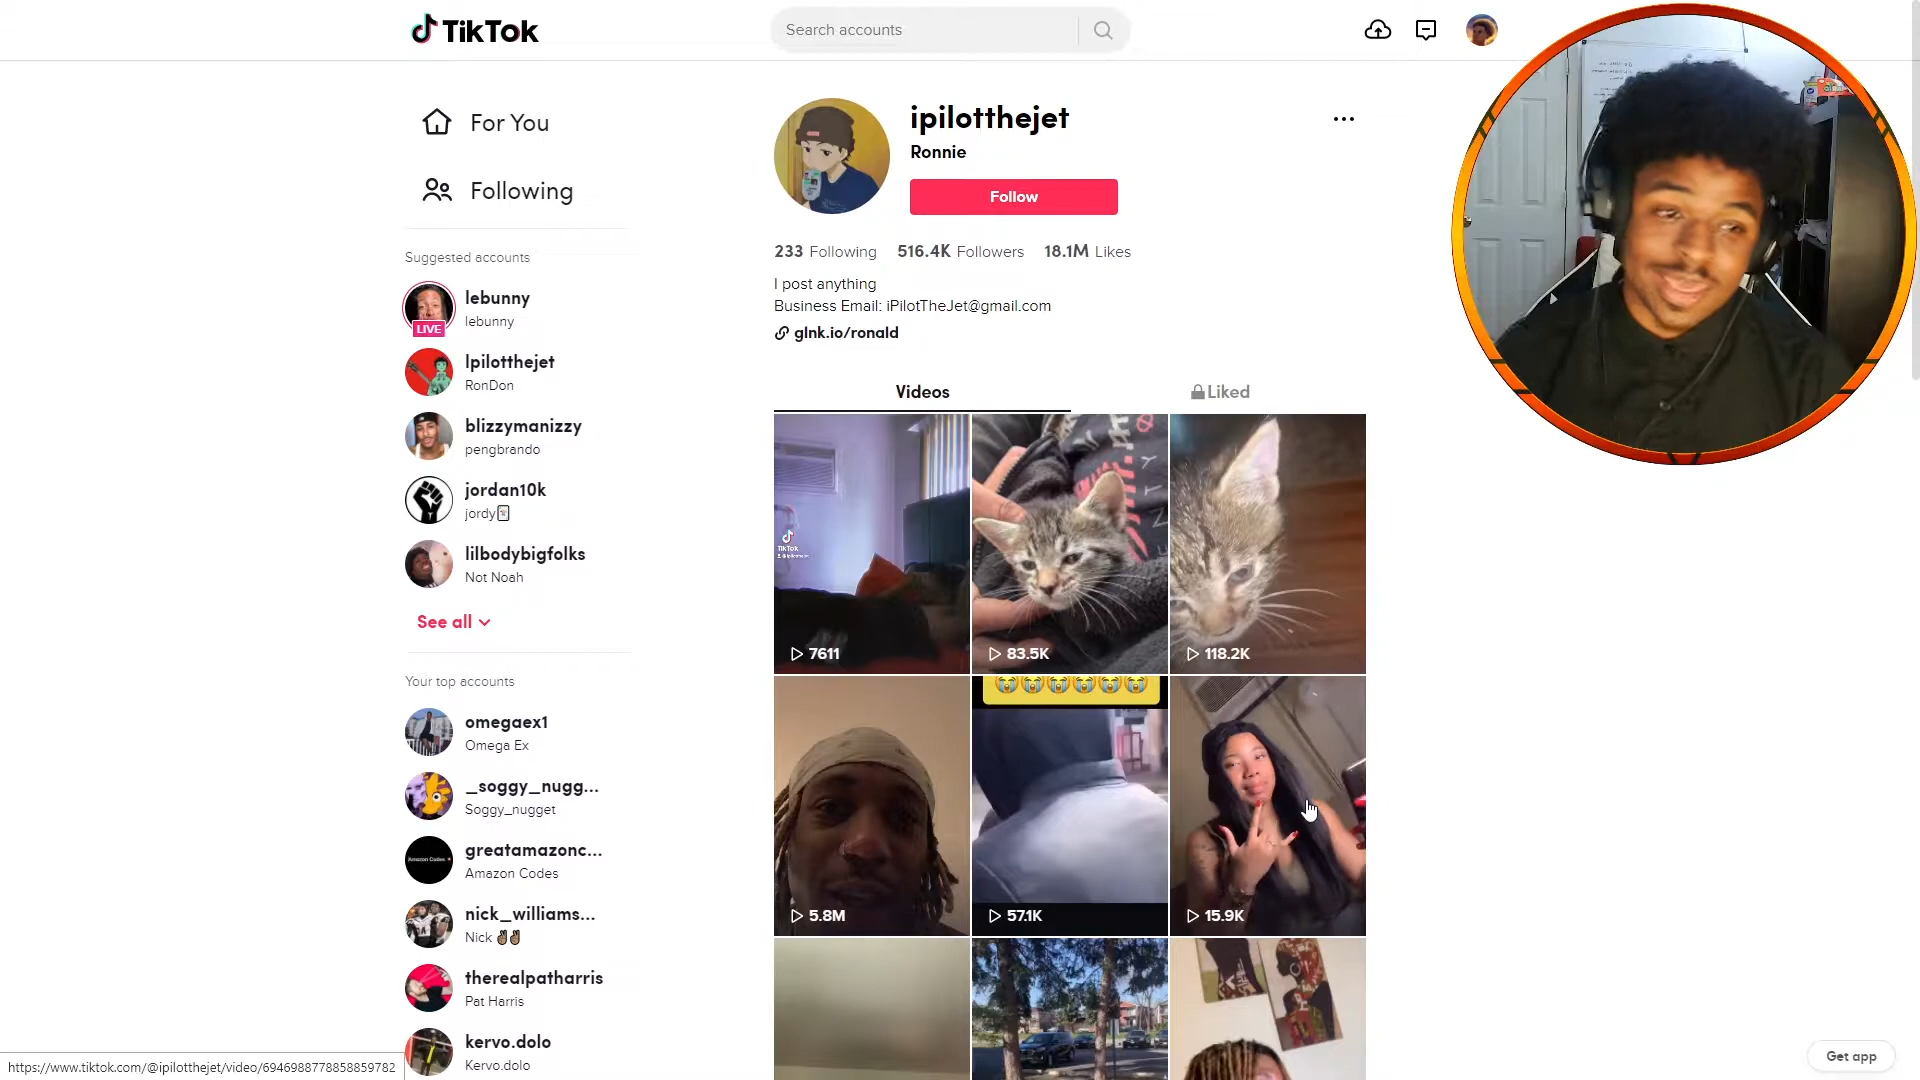 TikTok
Search accounts
For You
Following
Suggested accounts
lebunny
lebunny
LIVE
lpilotthejet
RonDon
blizzymanizzy
pengbrando
jordan10k
jordy🃏
lilbodybigfolks
Not Noah
See all
Your top accounts
omegaex1
Omega Ex
_soggy_nugg...
Soggy_nugget
greatamazonc...
Amazon Codes
nick_williams...
Nick ✌🏽✌🏽
therealpatharris
Pat Harris
kervo.dolo
Kervo.dolo
ipilotthejet
Ronnie
Follow
233 Following 516.4K Followers 18.1M Likes
I post anything
Business Email: iPilotTheJet@gmail.com
glnk.io/ronald
Videos
Liked
TikTok
7611
83.5K
118.2K
😭😭😭😭😭😭
5.8M
57.1K
15.9K
https://www.tiktok.com/@ipilotthejet/video/6946988778858859782
Get app